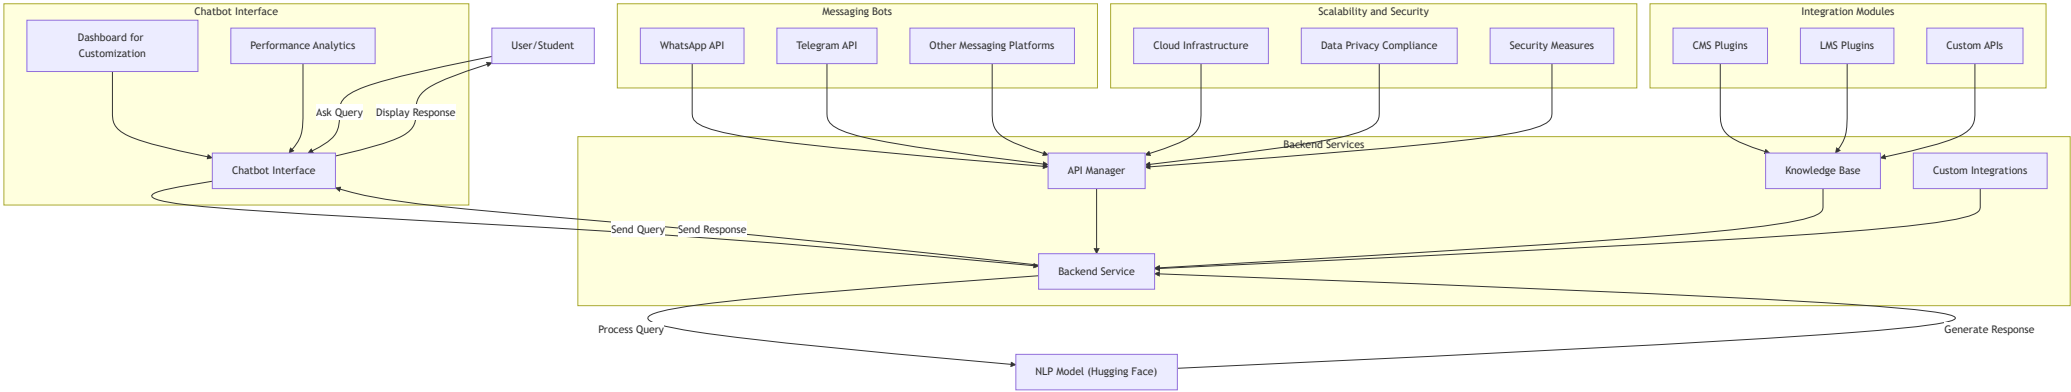 Chatbot Interface
Messaging Bots
Scalability and Security
Integration Modules
Dashboard for
Customization
Performance Analytics
User/Student
WhatsApp API
Telegram API
Other Messaging Platforms
Cloud Infrastructure
Data Privacy Compliance
Security Measures
CMS Plugins
LMS Plugins
Custom APIs
Ask Query
Display Response
Backend Services
Chatbot Interface
API Manager
Knowledge Base
Custom Integrations
Send Query
Send Response
Backend Service
Process Query
Generate Response
NLP Model (Hugging Face)